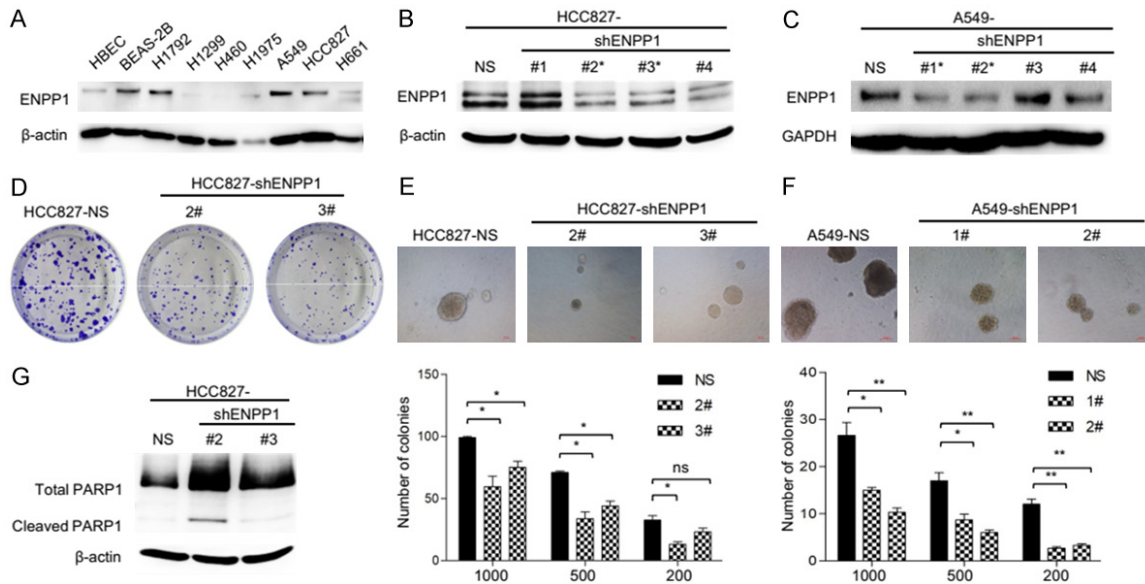 A
HBEC
BEAS-2B
H1792
H1299
H460
H1975
A549
HCC827
H661
ENPP1
β-actin
B
HCC827-
shENPP1
NS #1 #2* #3* #4
ENPP1
β-actin
C
A549-
shENPP1
NS #1* #2* #3 #4
ENPP1
GAPDH
D
HCC827-shENPP1
HCC827-NS 2# 3#
E
HCC827-shENPP1
HCC827-NS 2# 3#
Number of colonies
150
100
50
0
NS
2#
3#
* * * * * ns
1000 500 200
F
A549-shENPP1
A549-NS 1# 2#
Number of colonies
40
30
20
10
0
NS
1#
2#
** * ** * ** **
1000 500 200
G
HCC827-
shENPP1
NS #2 #3
Total PARP1
Cleaved PARP1
β-actin